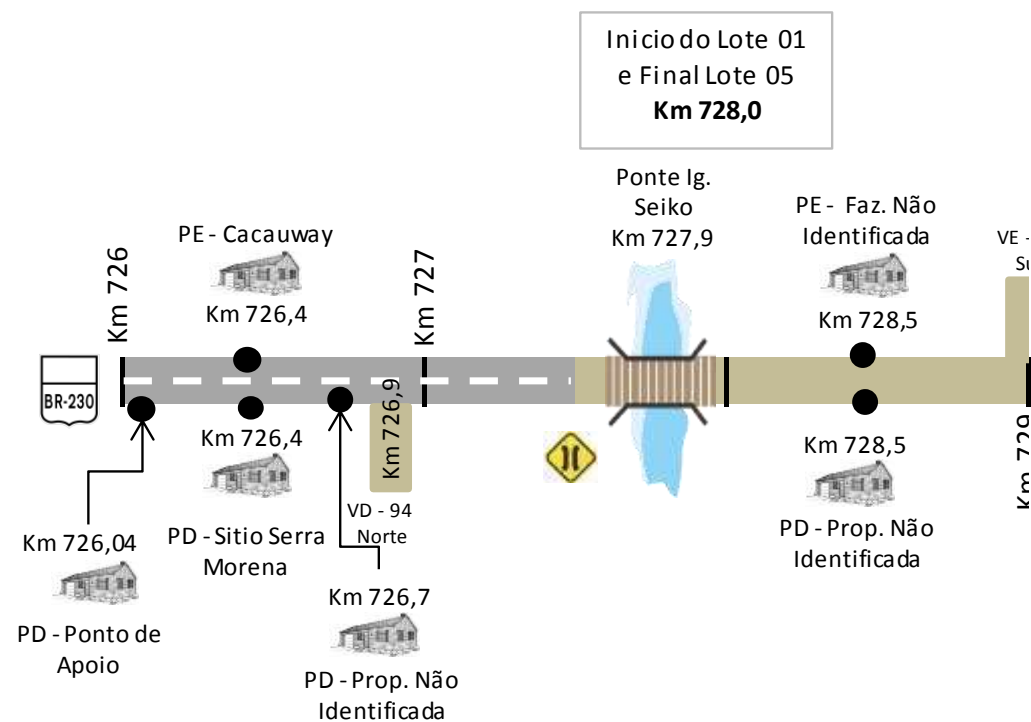 Inicio do Lote 01
e Final Lote 05
Km 728,0
Ponte Ig.
Seiko
Km 727,9
PE - Faz. Não
Identificada
Km 728,5
VE -
PE - Cacauway
Km 726,4
Km 726
Km 727
BR-230
Km 726,9
Km 726,4
PD - Sitio Serra
Morena
VD - 94
Norte
Km 728,5
PD - Prop. Não
Identificada
Km 729
Km 726,04
PD - Ponto de
Apoio
Km 726,7
PD - Prop. Não
Identificada